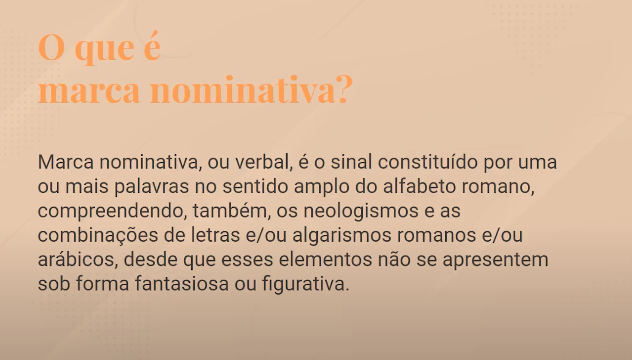 O que é
marca nominativa?
Marca nominativa, ou verbal, é o sinal constituído por uma
ou mais palavras no sentido amplo do alfabeto romano,
compreendendo, também, os neologismos e as
combinações de letras e/ou algarismos romanos e/ou
arábicos, desde que esses elementos não se apresentem
sob forma fantasiosa ou figurativa.